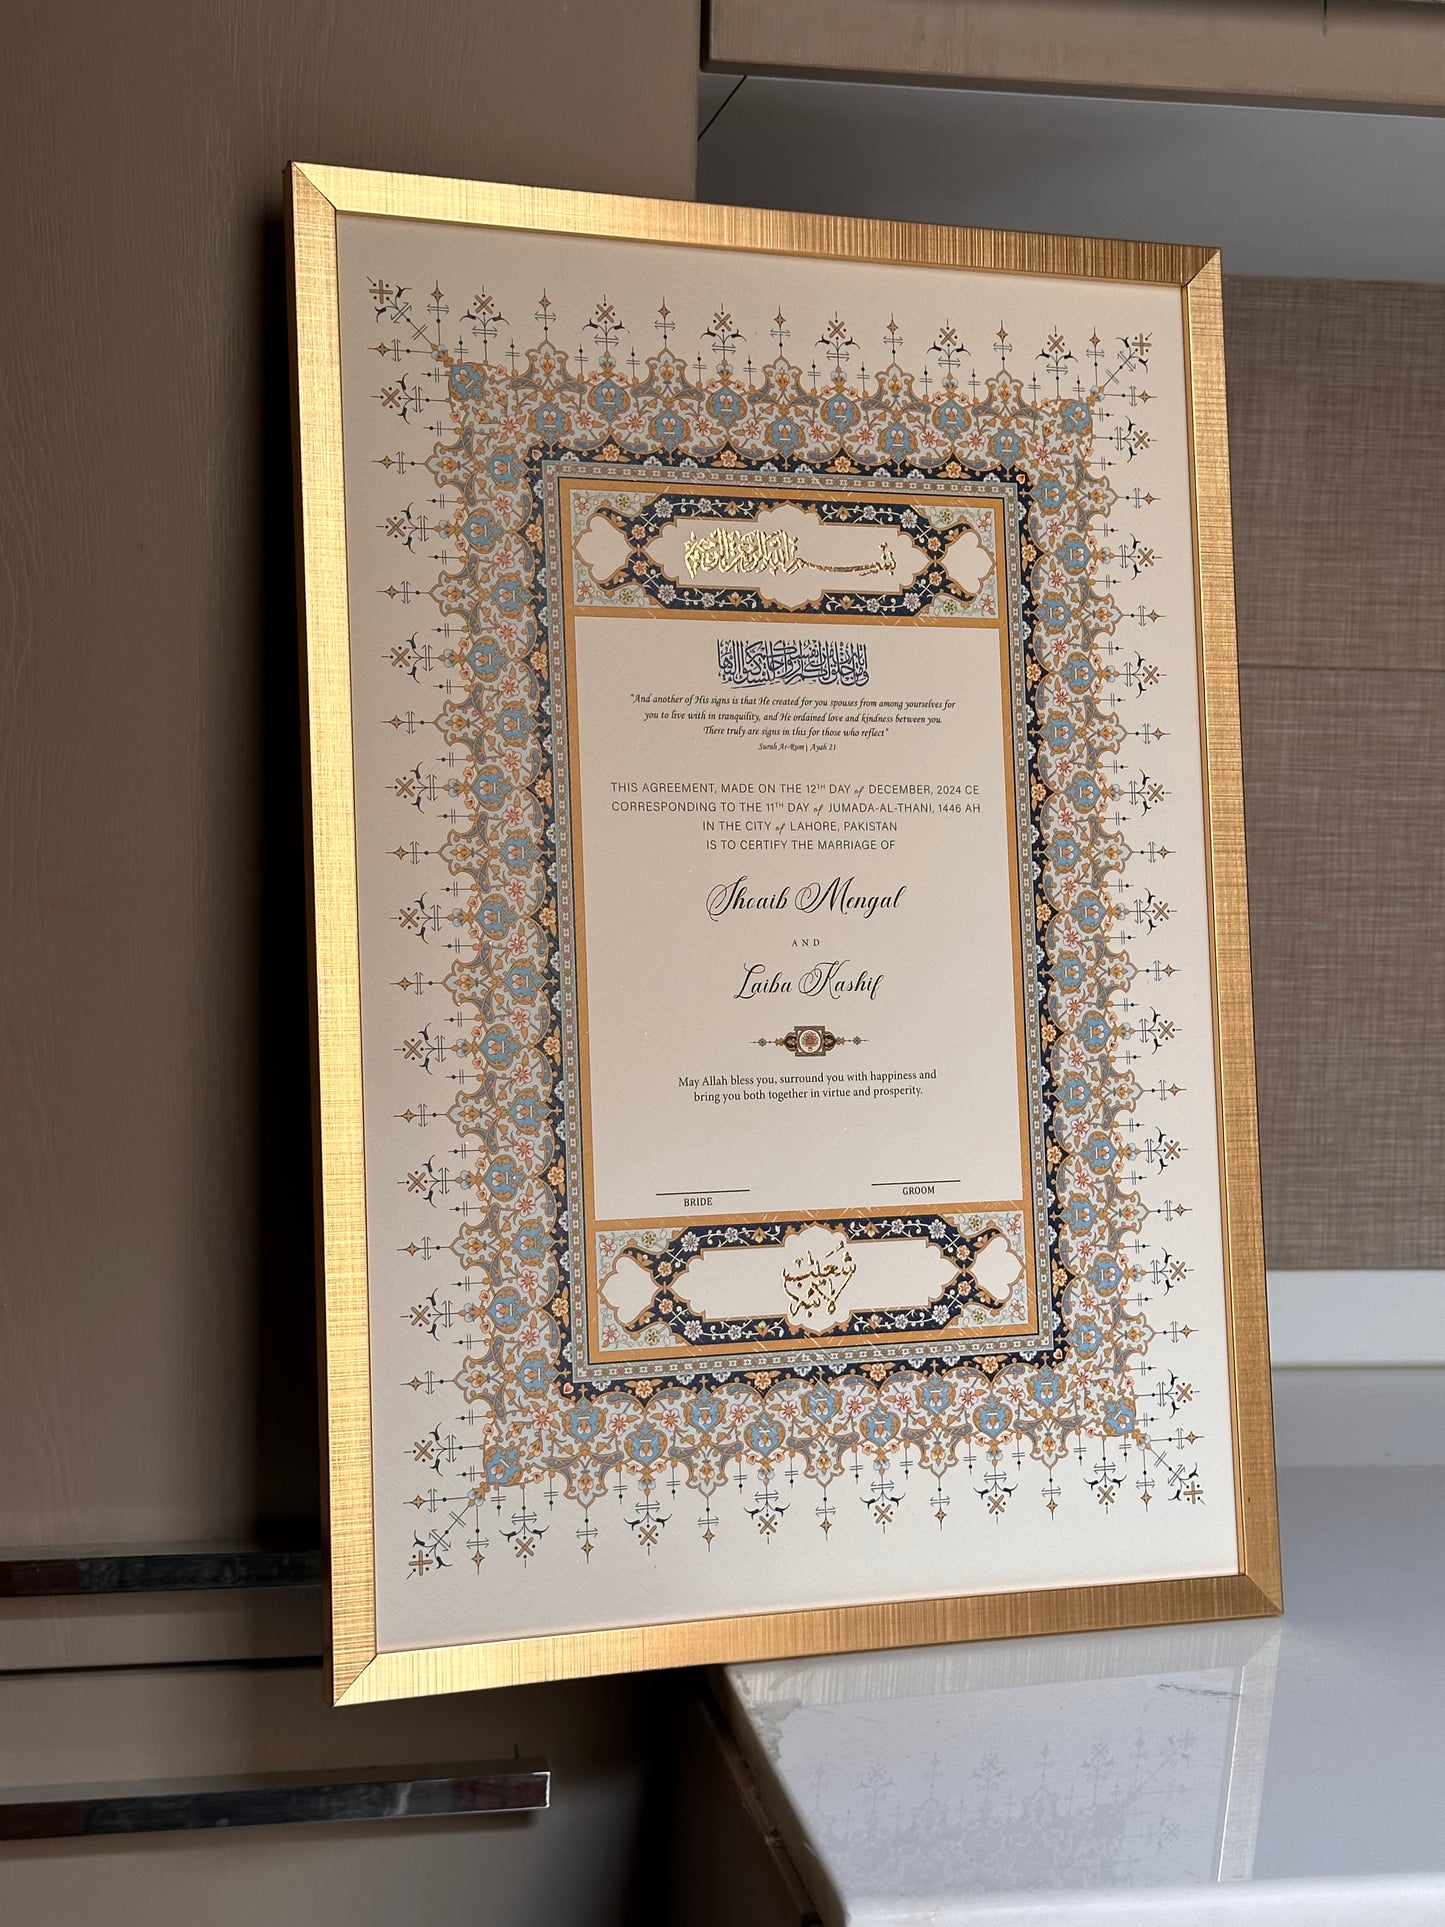 بسم الله الرحمن الرحيم
ومن آياته أن خلق لكم من أنفسكم أزواجا لتسكنوا إليها
“And another of His signs is that He created for you spouses from among yourselves for
you to live with in tranquility, and He ordained love and kindness between you.
There truly are signs in this for those who reflect”
Surah Ar-Rum | Ayah 21
THIS AGREEMENT, MADE ON THE 12TH DAY of DECEMBER, 2024 CE
CORRESPONDING TO THE 11TH DAY of JUMADA-AL-THANI, 1446 AH
IN THE CITY of LAHORE, PAKISTAN
IS TO CERTIFY THE MARRIAGE OF
Shoaib Mengal
AND
Laiba Kashif
May Allah bless you, surround you with happiness and
bring you both together in virtue and prosperity.
BRIDE GROOM
شعیب
لائبہ